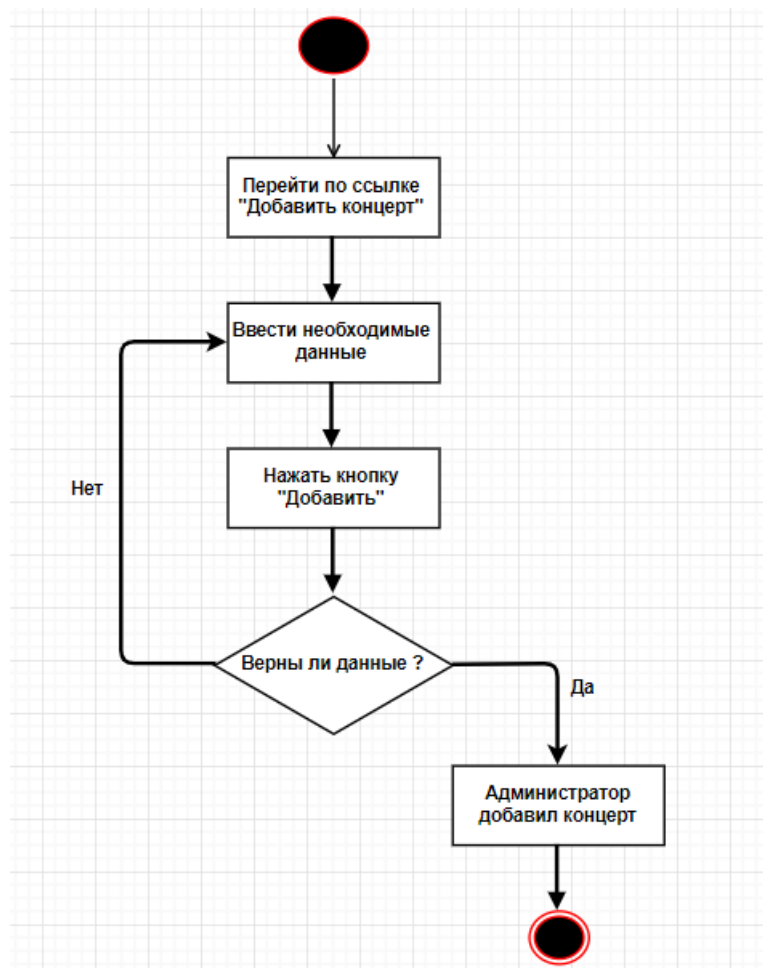 Перейти по ссылке
"Добавить концерт"
Ввести необходимые
данные
Нажать кнопку
"Добавить"
Нет
Верны ли данные ?
Да
Администратор
добавил концерт